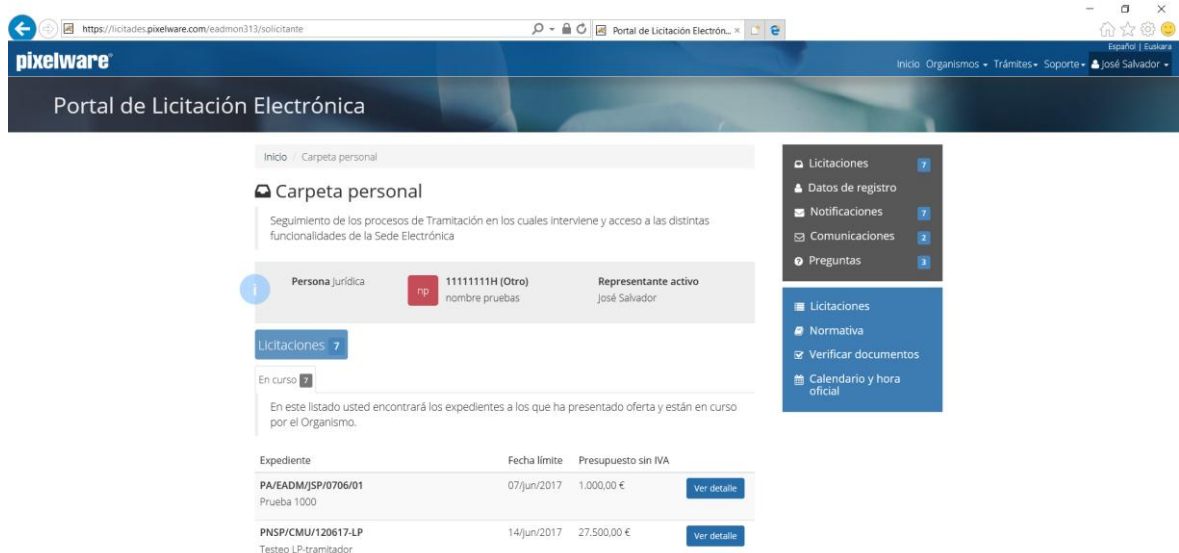 https://licitades.pixelware.com/eadmon313/solicitante
Portal de Licitación Electrón...
Español | Euskara
pixelware
Inicio Organismos Trámites Soporte José Salvador
Portal de Licitación Electrónica
Inicio / Carpeta personal
Carpeta personal
Seguimiento de los procesos de Tramitación en los cuales interviene y acceso a las distintas
funcionalidades de la Sede Electrónica
i
Persona Jurídica
np
11111111H (Otro)
nombre pruebas
Representante activo
José Salvador
Licitaciones 7
En curso 7
En este listado usted encontrará los expedientes a los que ha presentado oferta y están en curso
por el Organismo.
Expediente Fecha límite Presupuesto sin IVA
PA/EADM/JSP/0706/01 07/jun/2017 1.000,00 € Ver detalle
Prueba 1000
PNSP/CMU/120617-LP 14/jun/2017 27.500,00 € Ver detalle
Testeo LP-tramitador
Licitaciones 7
Datos de registro
Notificaciones 7
Comunicaciones 2
Preguntas 3
Licitaciones
Normativa
Verificar documentos
Calendario y hora
oficial